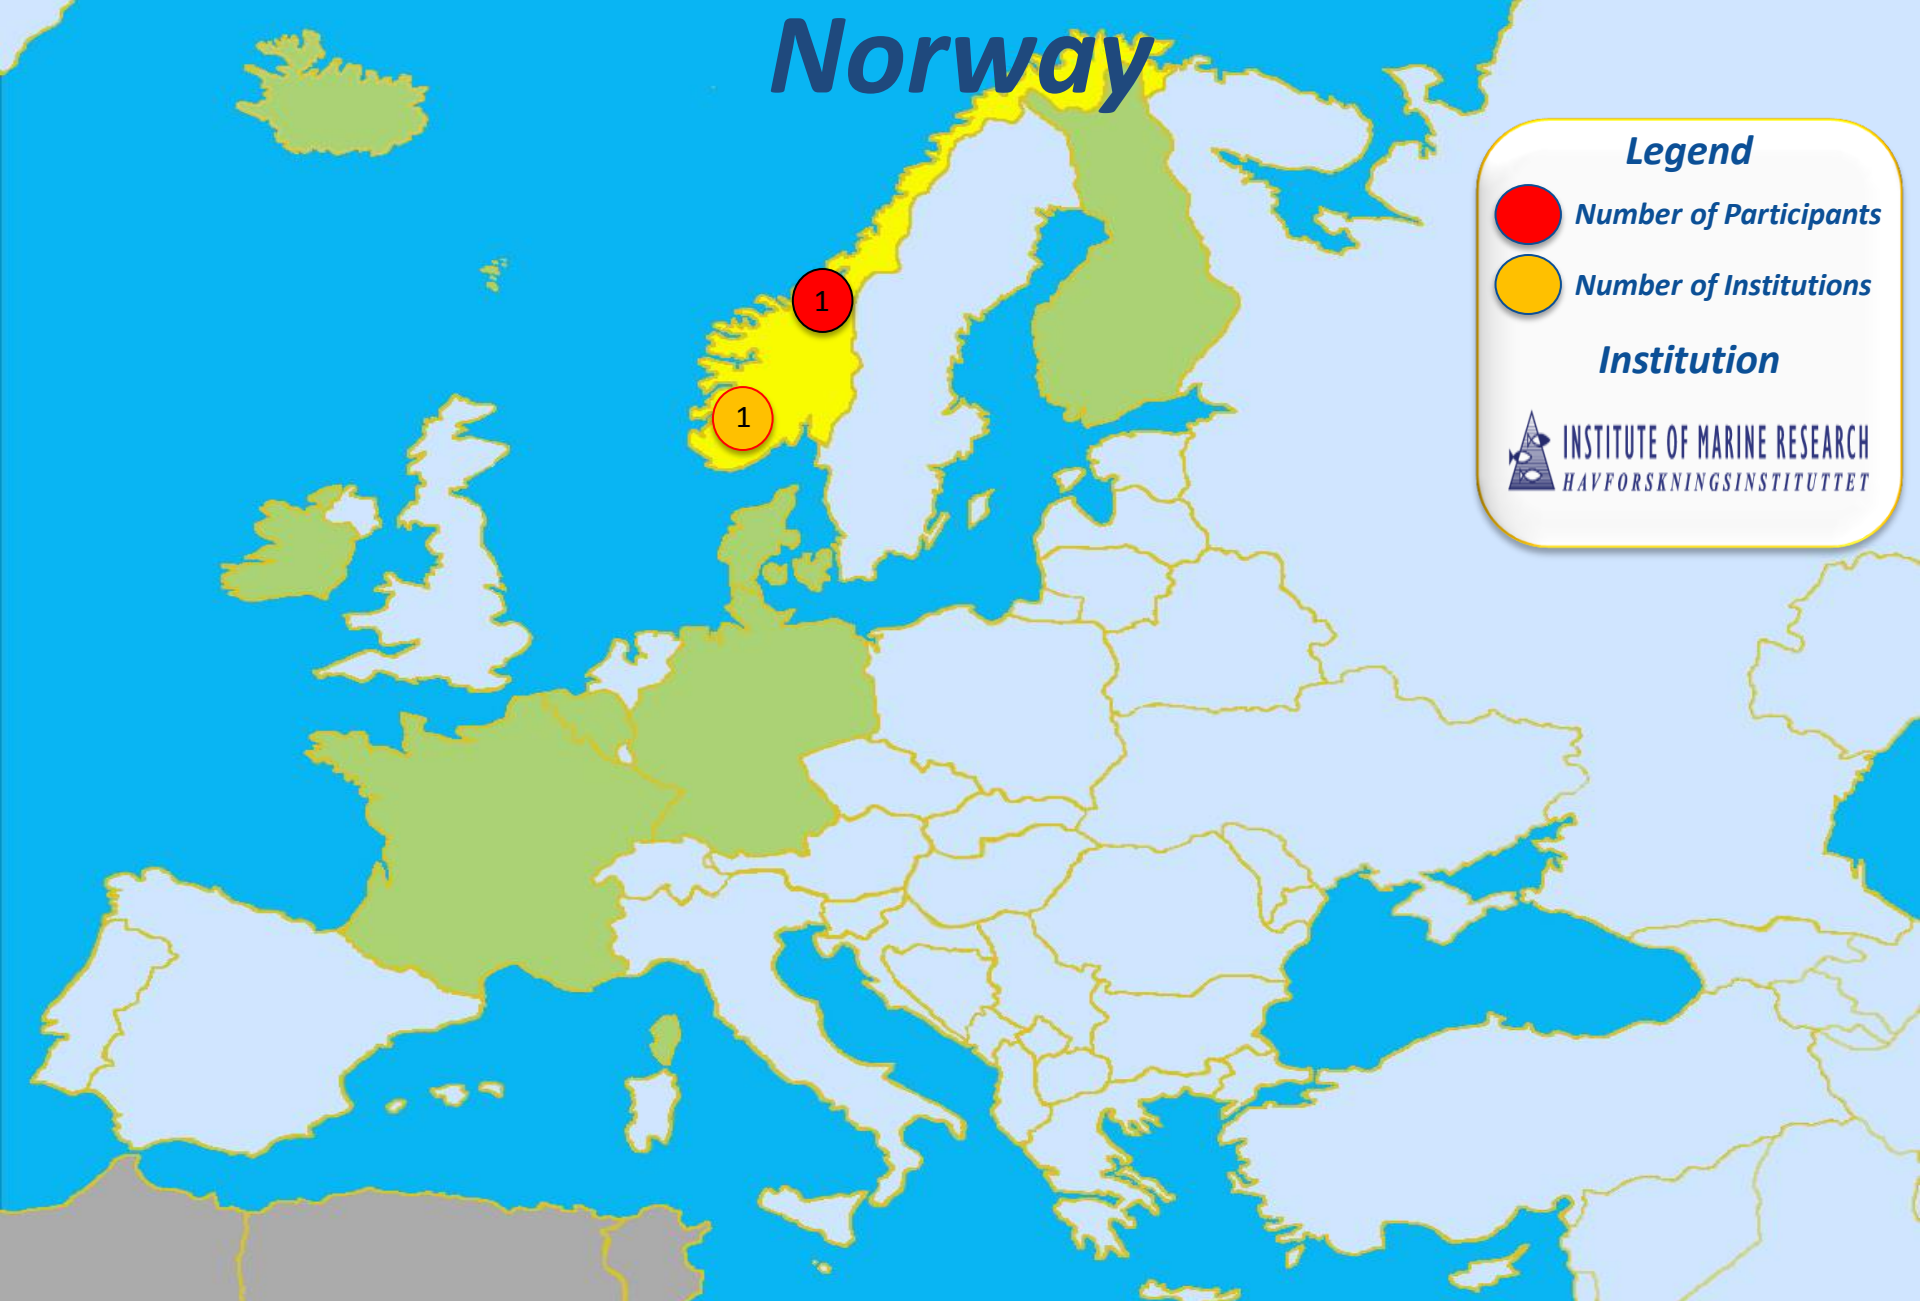 Norway
Legend
Number of Participants
Number of Institutions
Institution
INSTITUTE OF MARINE RESEARCH
HAVFORSKNINGSINSTITUTTET
1
1